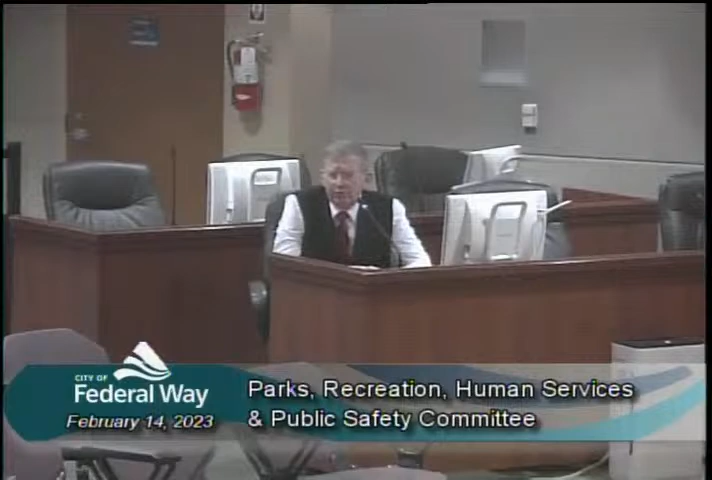 CITY OF
Federal Way
February 14, 2023
Parks, Recreation, Human Services
& Public Safety Committee